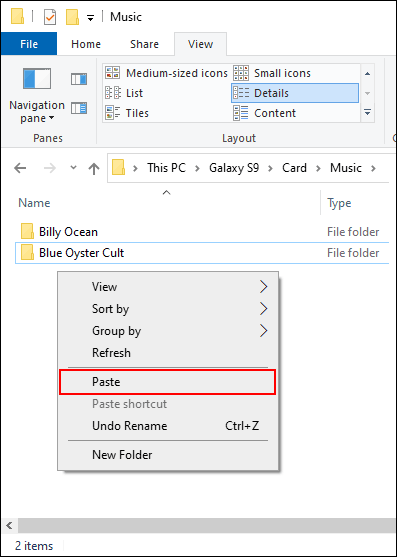 Music
File Home Share View
Navigation pane
Medium-sized icons Small icons
List Details
Tiles Content
Panes Layout
This PC Galaxy S9 Card Music
Name Type
Billy Ocean File folder
Blue Oyster Cult File folder
View
Sort by
Group by
Refresh
Paste
Paste shortcut
Undo Rename Ctrl+Z
New Folder
2 items